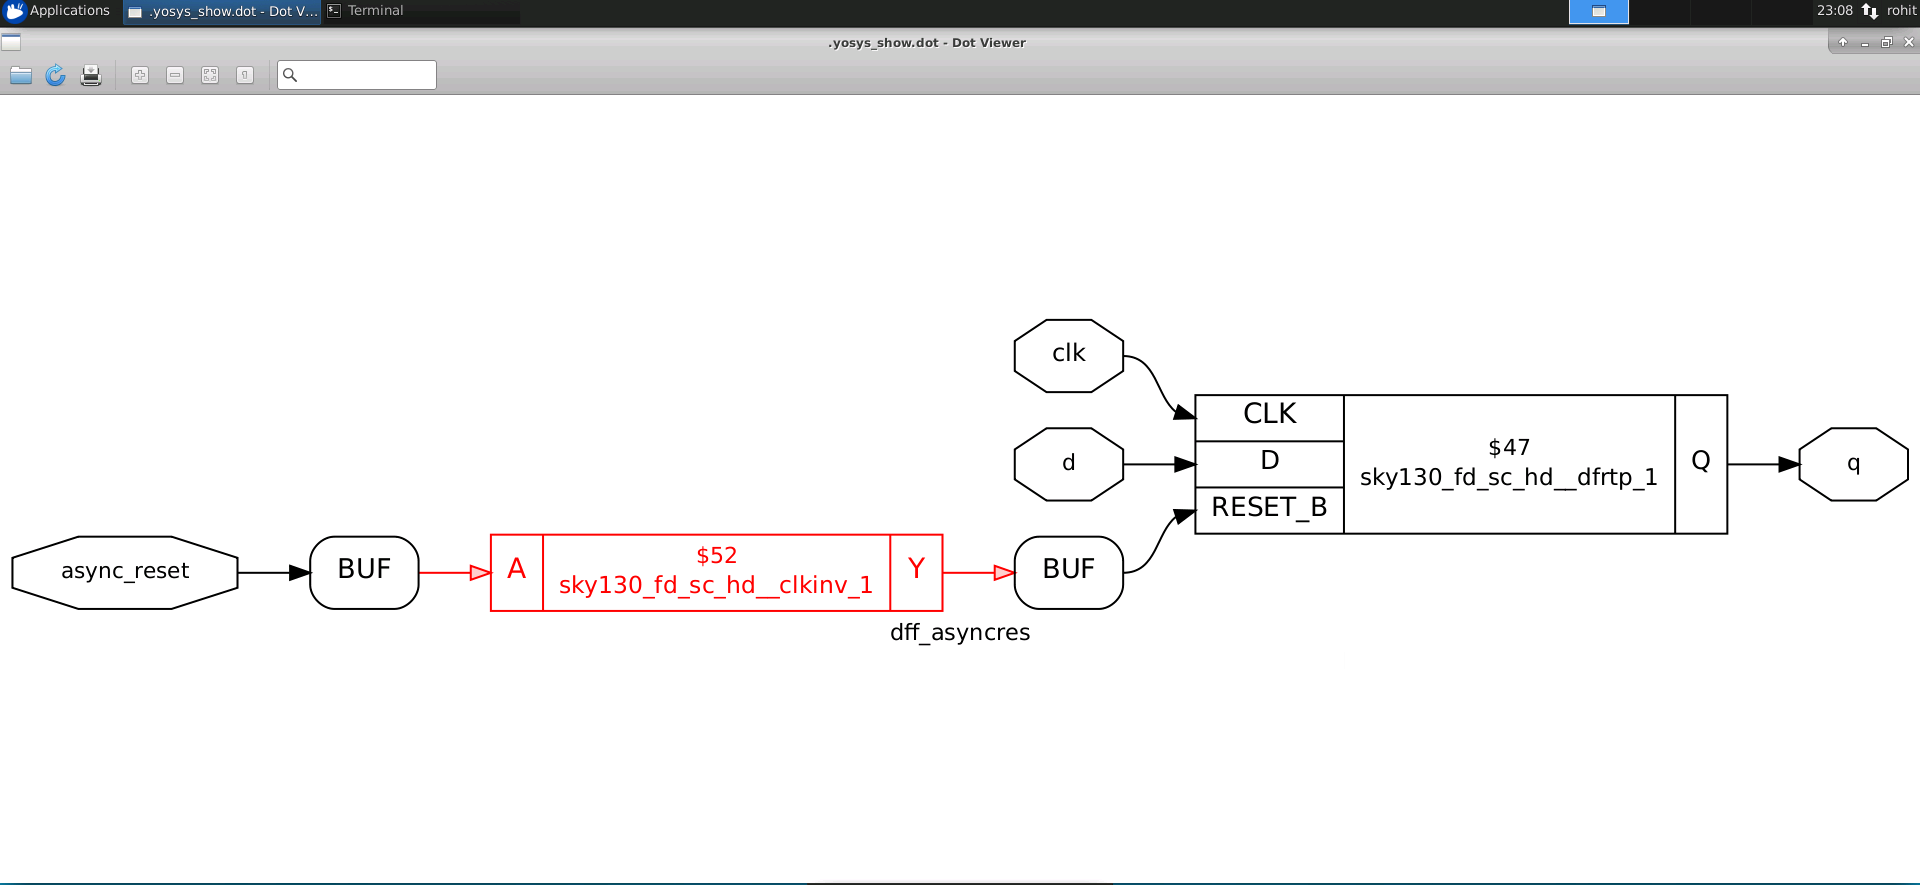 Applications
.yosys_show.dot - Dot V...
Terminal
23:08
rohit
.yosys_show.dot - Dot Viewer
clk
CLK
d
D
$47
sky130_fd_sc_hd__dfrtp_1
Q
q
RESET_B
async_reset
BUF
A
$52
sky130_fd_sc_hd__clkinv_1
Y
BUF
dff_asyncres